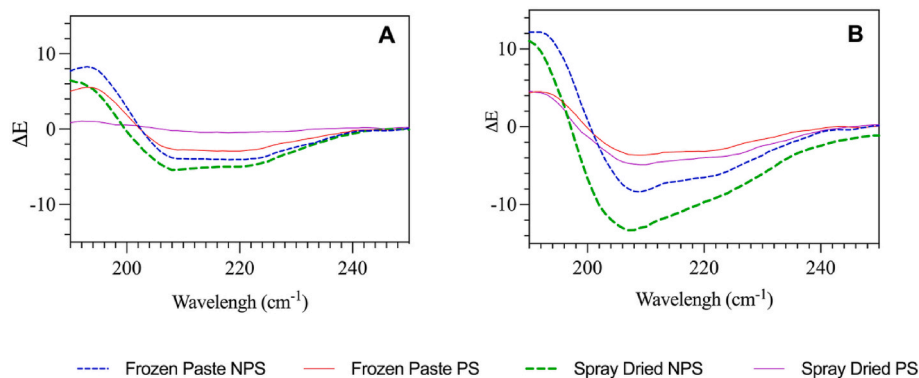 A
B
10
0
-10
ΔE
200
220
240
Wavelengh (cm-1)
10
0
-10
ΔE
200
220
240
Wavelengh (cm-1)
Frozen Paste NPS
Frozen Paste PS
Spray Dried NPS
Spray Dried PS